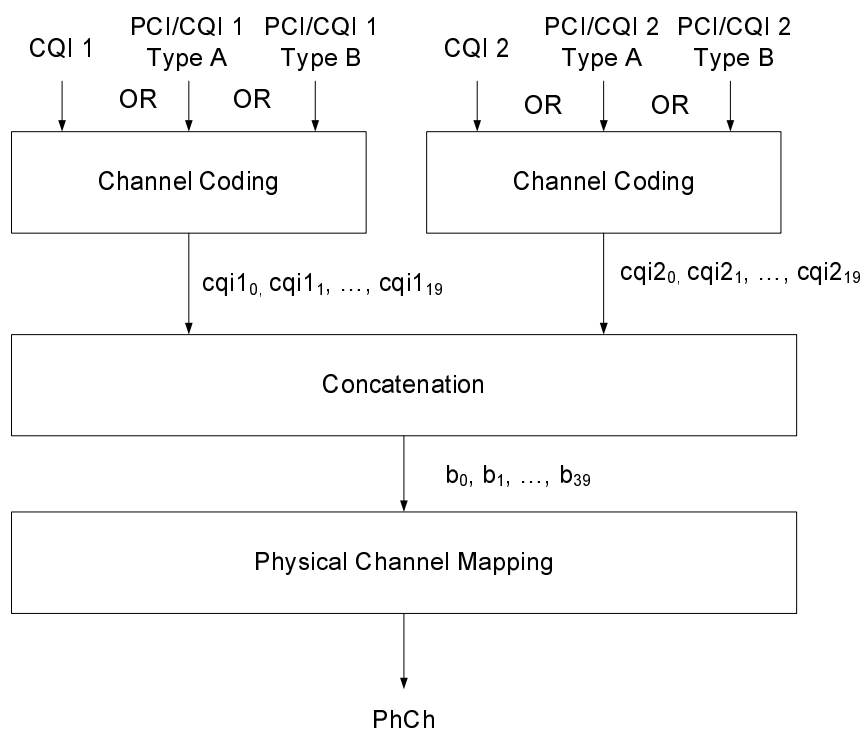 CQI 1
PCI/CQI 1
Type A
PCI/CQI 1
Type B
OR
OR
CQI 2
PCI/CQI 2
Type A
PCI/CQI 2
Type B
OR
OR
Channel Coding
Channel Coding
cqi1₀, cqi1₁, …, cqi1₁₉
cqi2₀, cqi2₁, …, cqi2₁₉
Concatenation
b₀, b₁, …, b₃₉
Physical Channel Mapping
PhCh